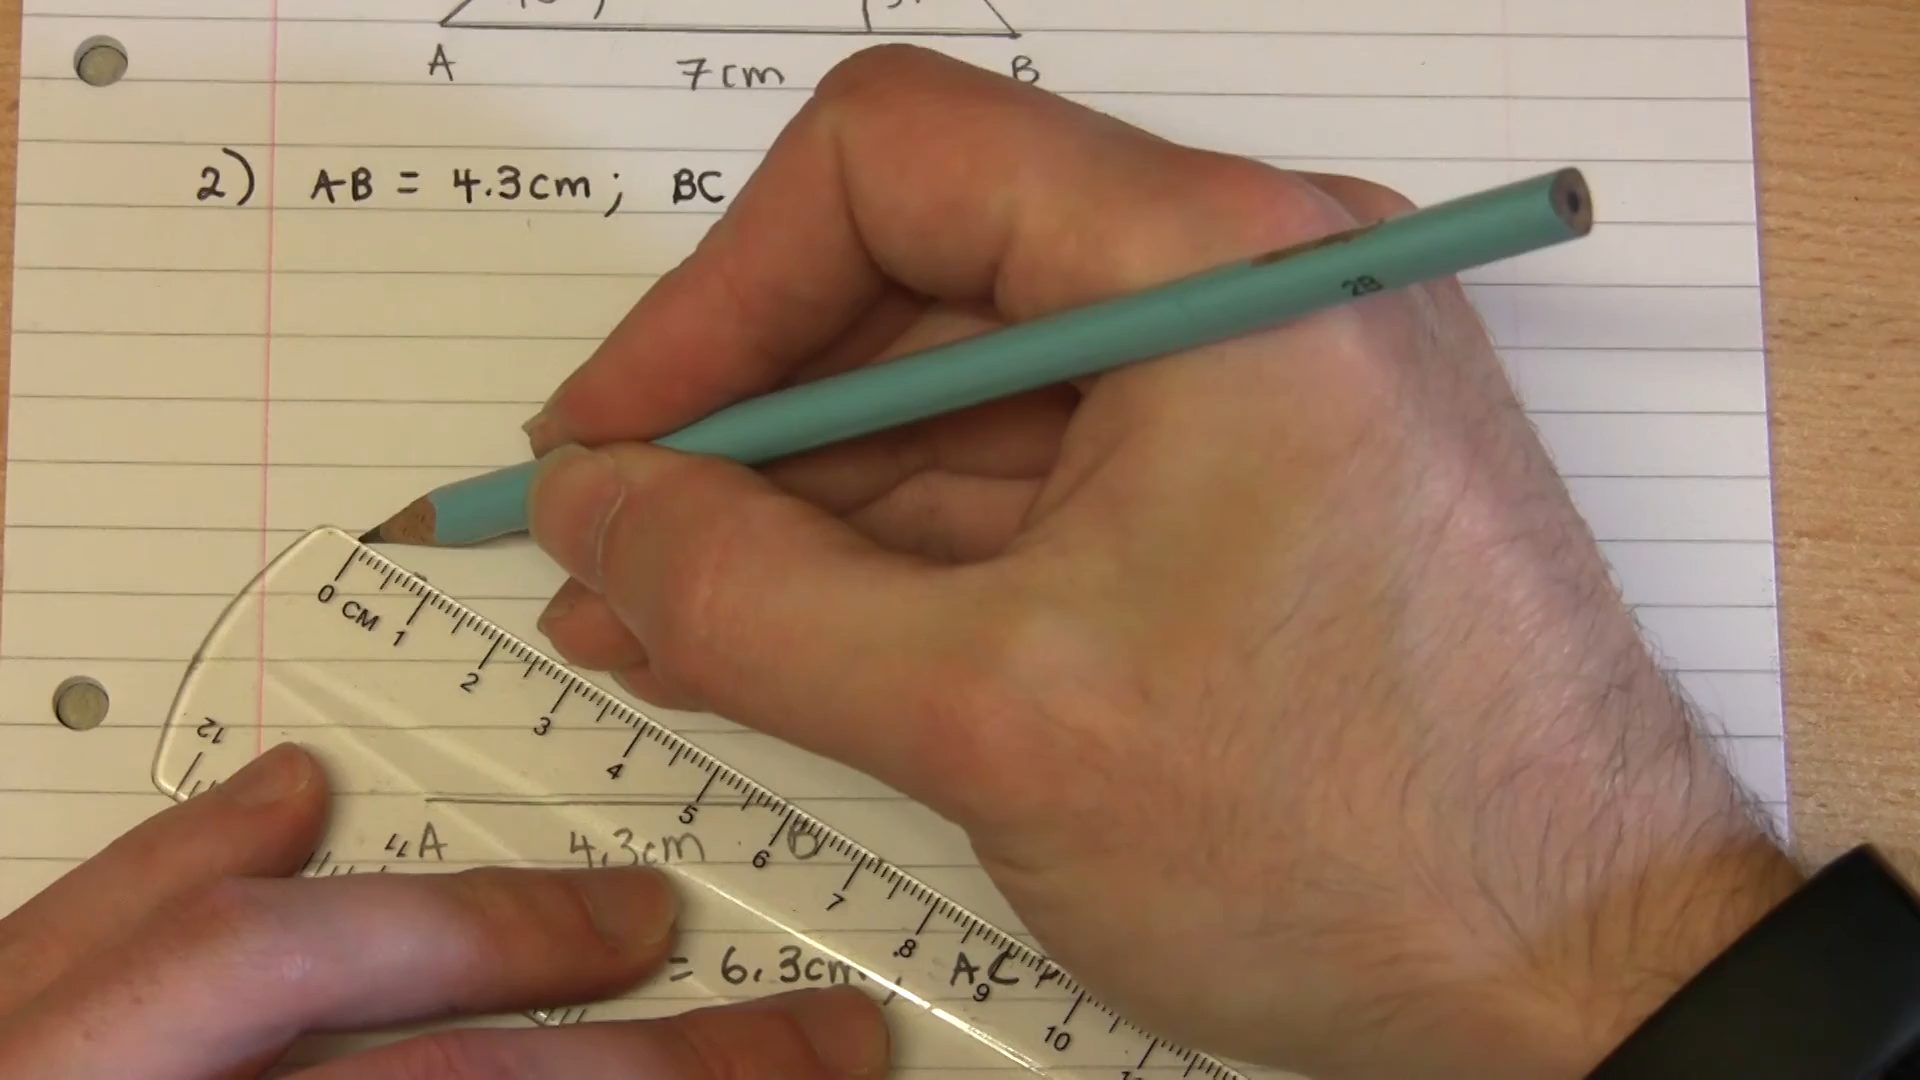 A 7cm B
2) AB = 4.3cm; BC
2B
0 CM 1 2 3 4 5 6 7 8 9 10
12
11
A 4.3cm B
= 6.3cm, AC